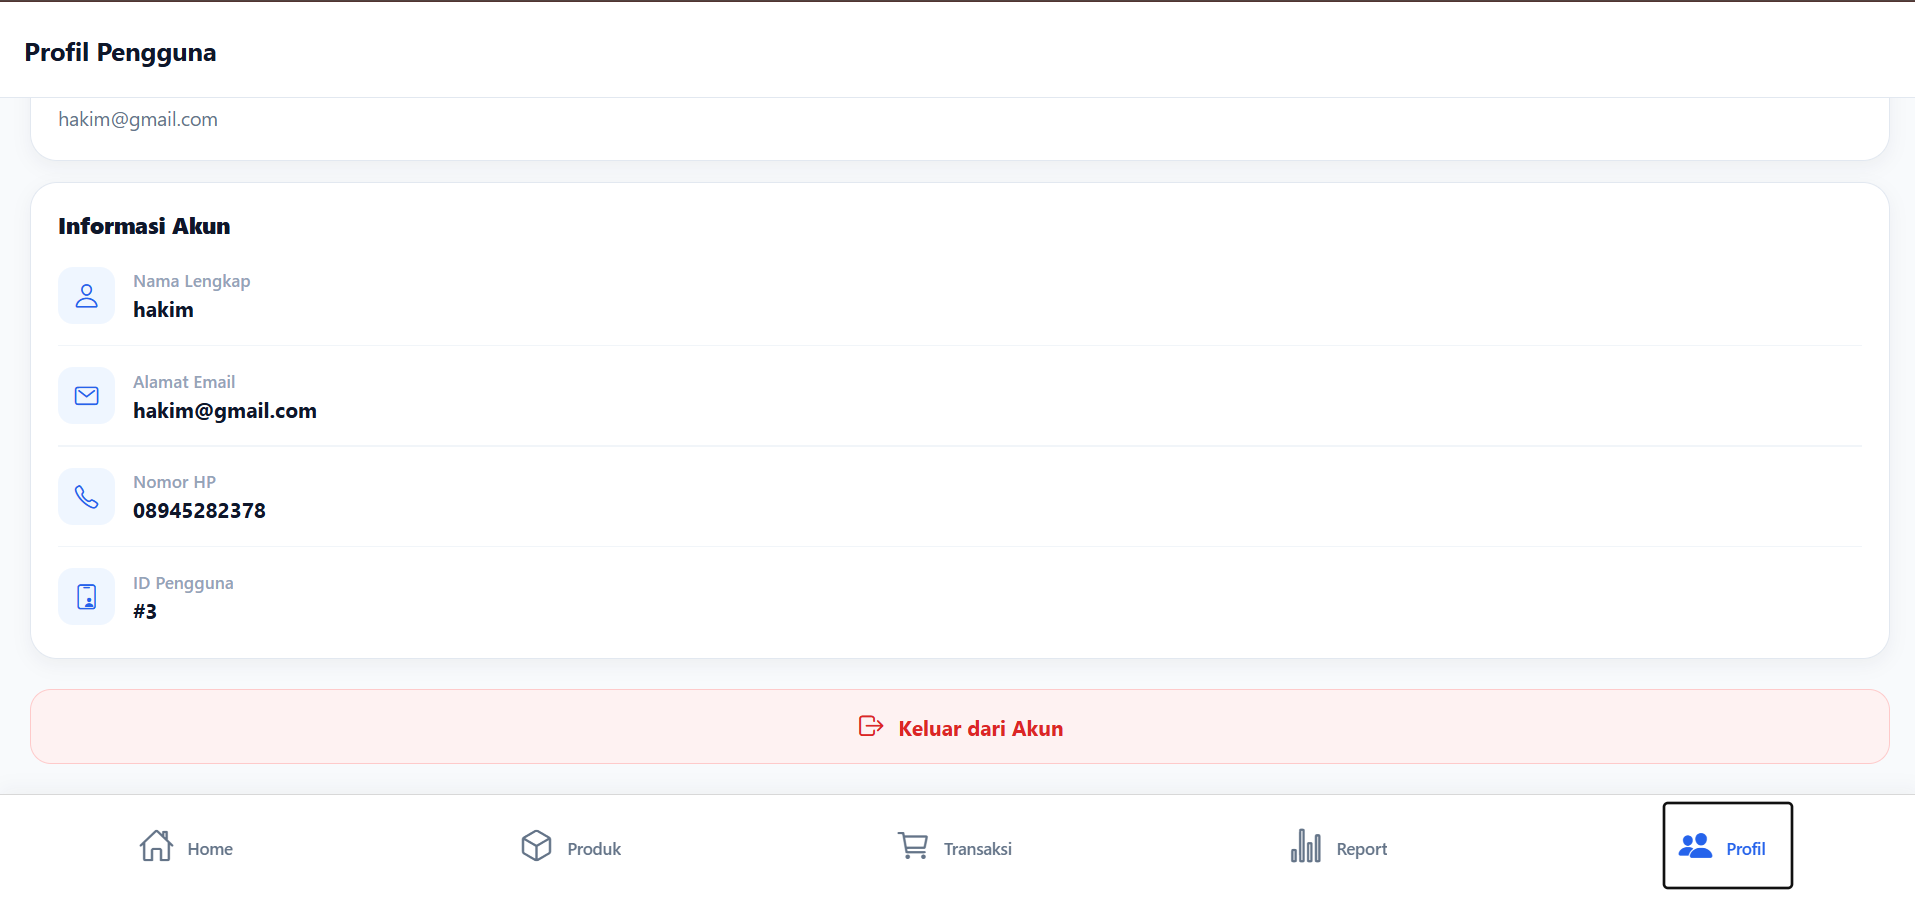 Profil Pengguna
hakim@gmail.com
Informasi Akun
Nama Lengkap
hakim
Alamat Email
hakim@gmail.com
Nomor HP
08945282378
ID Pengguna
#3
Keluar dari Akun
Home
Produk
Transaksi
Report
Profil